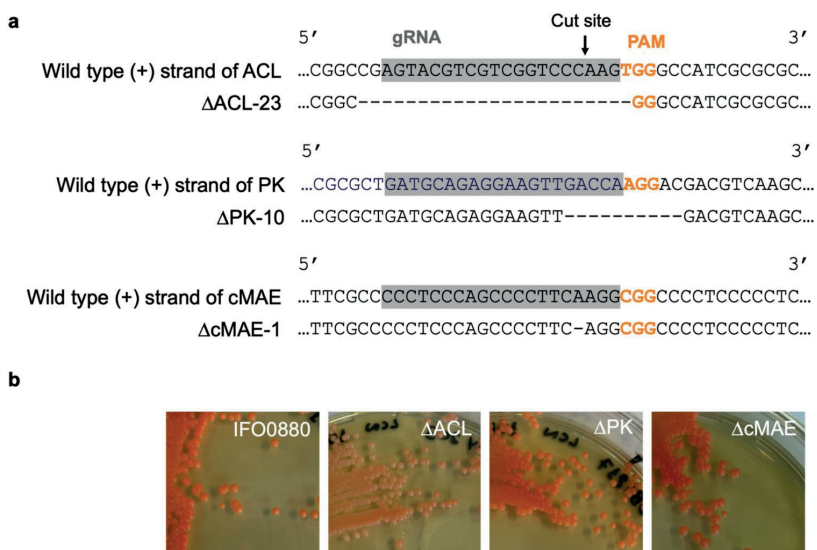 a
Cut site
5’ gRNA PAM 3’
Wild type (+) strand of ACL ...CGGCCGAGTACGTCGTCGGTCCCAAGTGGGCCATCGCGCGC...
ΔACL-23 ...CGGC-----------------------GGGCCATCGCGCGC...
5’ 3’
Wild type (+) strand of PK ...CGCGCTGATGCAGAGGAAGTTGACCAAGGACGACGTCAAGC...
ΔPK-10 ...CGCGCTGATGCAGAGGAAGTT----------GACGTCAAGC...
5’ 3’
Wild type (+) strand of cMAE ...TTCGCCCCCTCCCAGCCCCTTCAAGGCGGCCCCTCCCCCTC...
ΔcMAE-1 ...TTCGCCCCCTCCCAGCCCCTTC-AGGCGGCCCCTCCCCCTC...
b
IFO0880 ΔACL ΔPK ΔcMAE